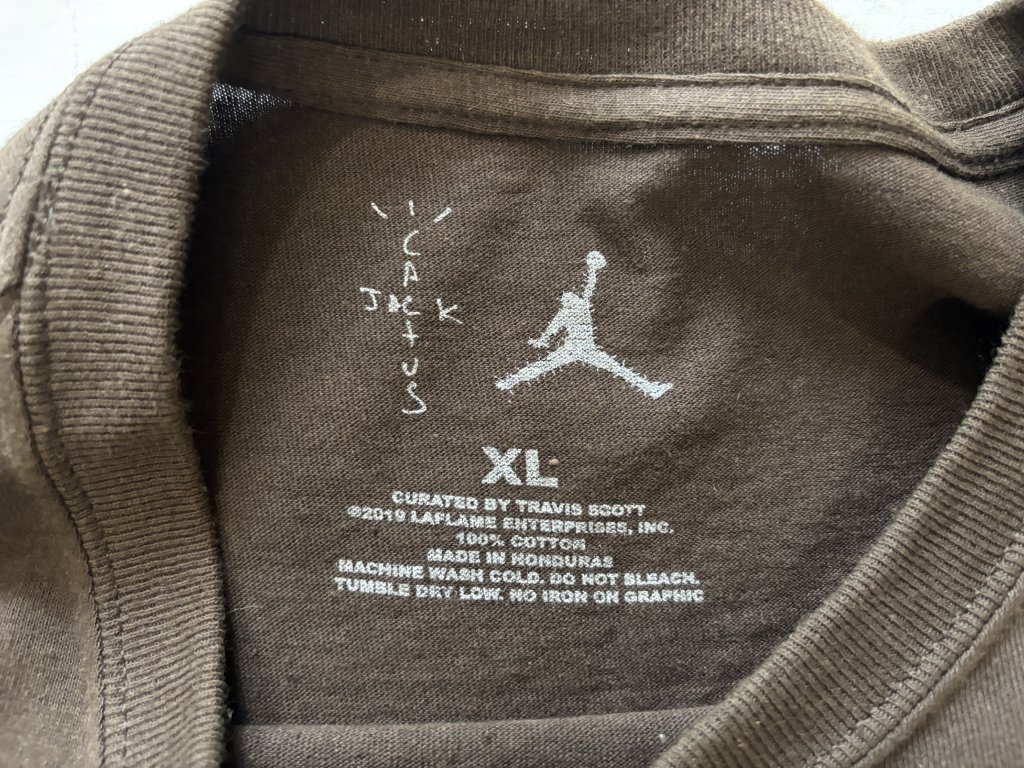 CACTUS
JACK
XL
CURATED BY TRAVIS SCOTT
©2019 LAFLAME ENTERPRISES, INC.
100% COTTON
MADE IN HONDURAS
MACHINE WASH COLD. DO NOT BLEACH.
TUMBLE DRY LOW. NO IRON ON GRAPHIC